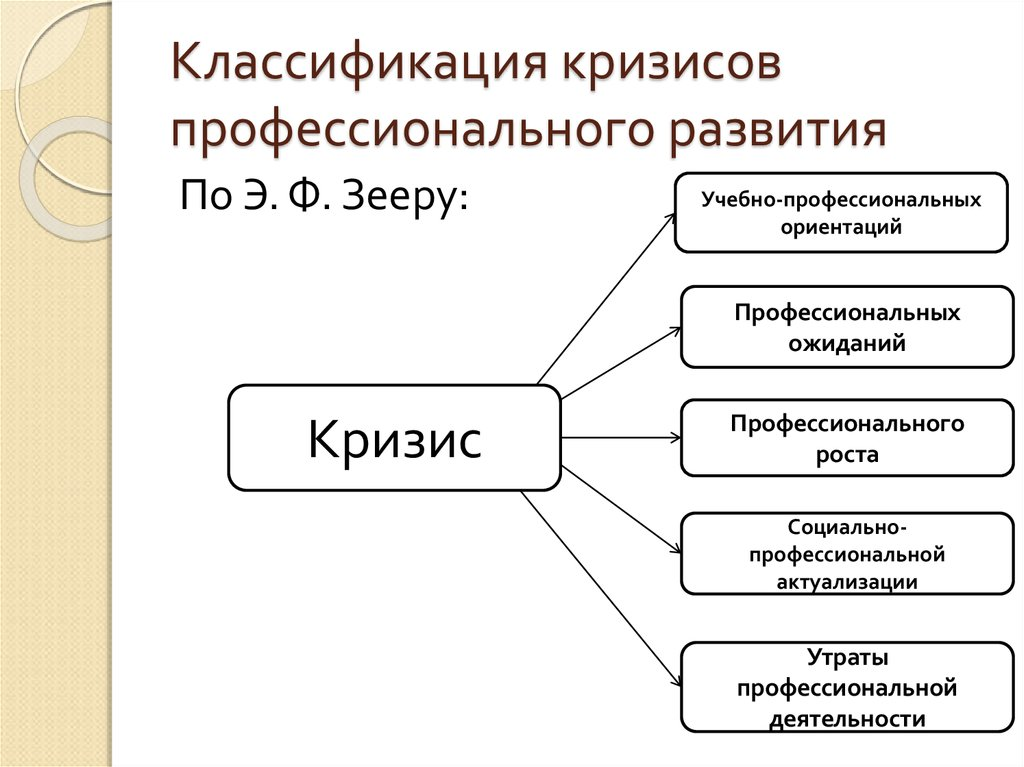 Классификация кризисов
профессионального развития
По Э. Ф. Зееру:
Учебно-профессиональных
ориентаций
Профессиональных
ожиданий
Кризис
Профессионального
роста
Социально-
профессиональной
актуализации
Утраты
профессиональной
деятельности